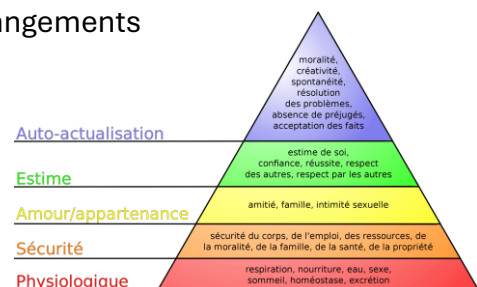 angements
moralité,
créativité,
spontanéité,
résolution
des problèmes,
absence de préjugés,
acceptation des faits
Auto-actualisation
estime de soi,
confiance, réussite, respect
des autres, respect par les autres
Estime
amitié, famille, intimité sexuelle
Amour/appartenance
sécurité du corps, de l'emploi, des ressources, de
la moralité, de la famille, de la santé, de la propriété
Sécurité
respiration, nourriture, eau, sexe,
sommeil, homéostase, excrétion
Physiologique